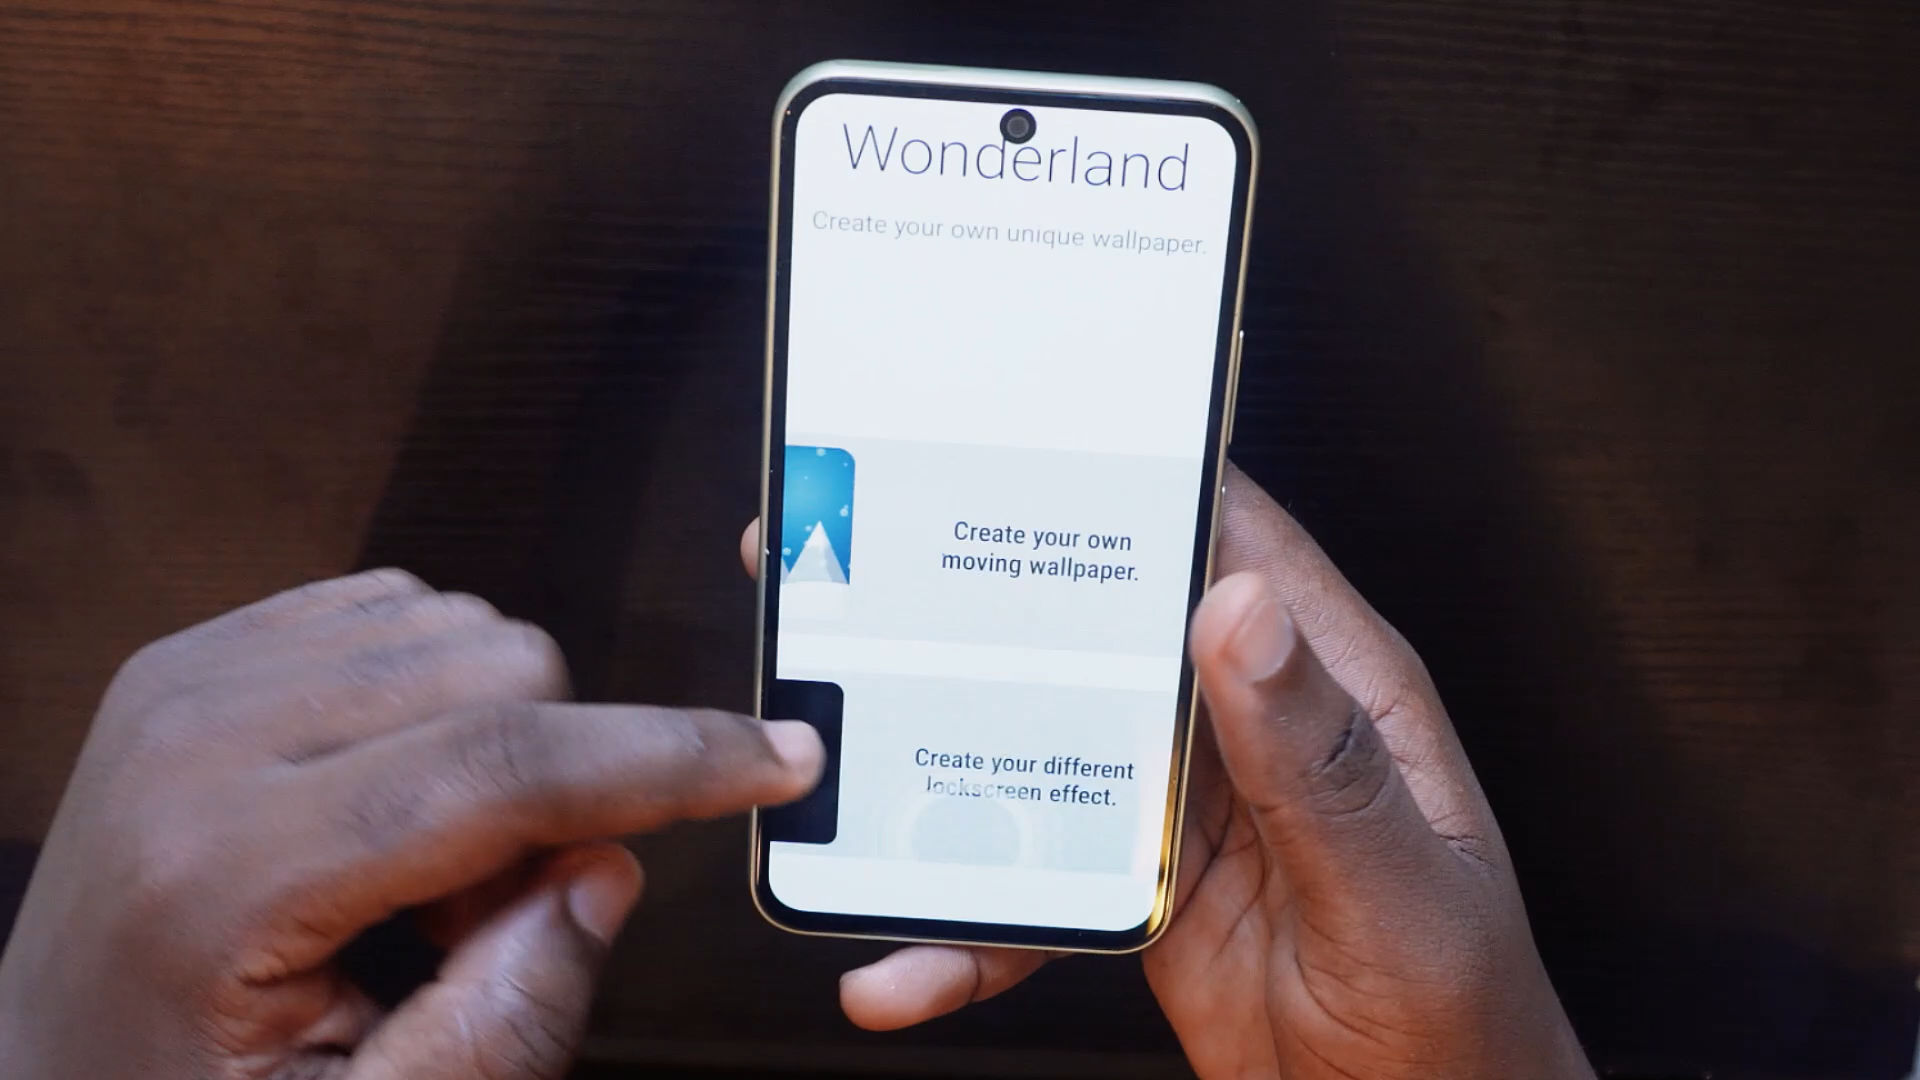 Wonderland
Create your own unique wallpaper.
Create your own
moving wallpaper.
Create your different
lockscreen effect.